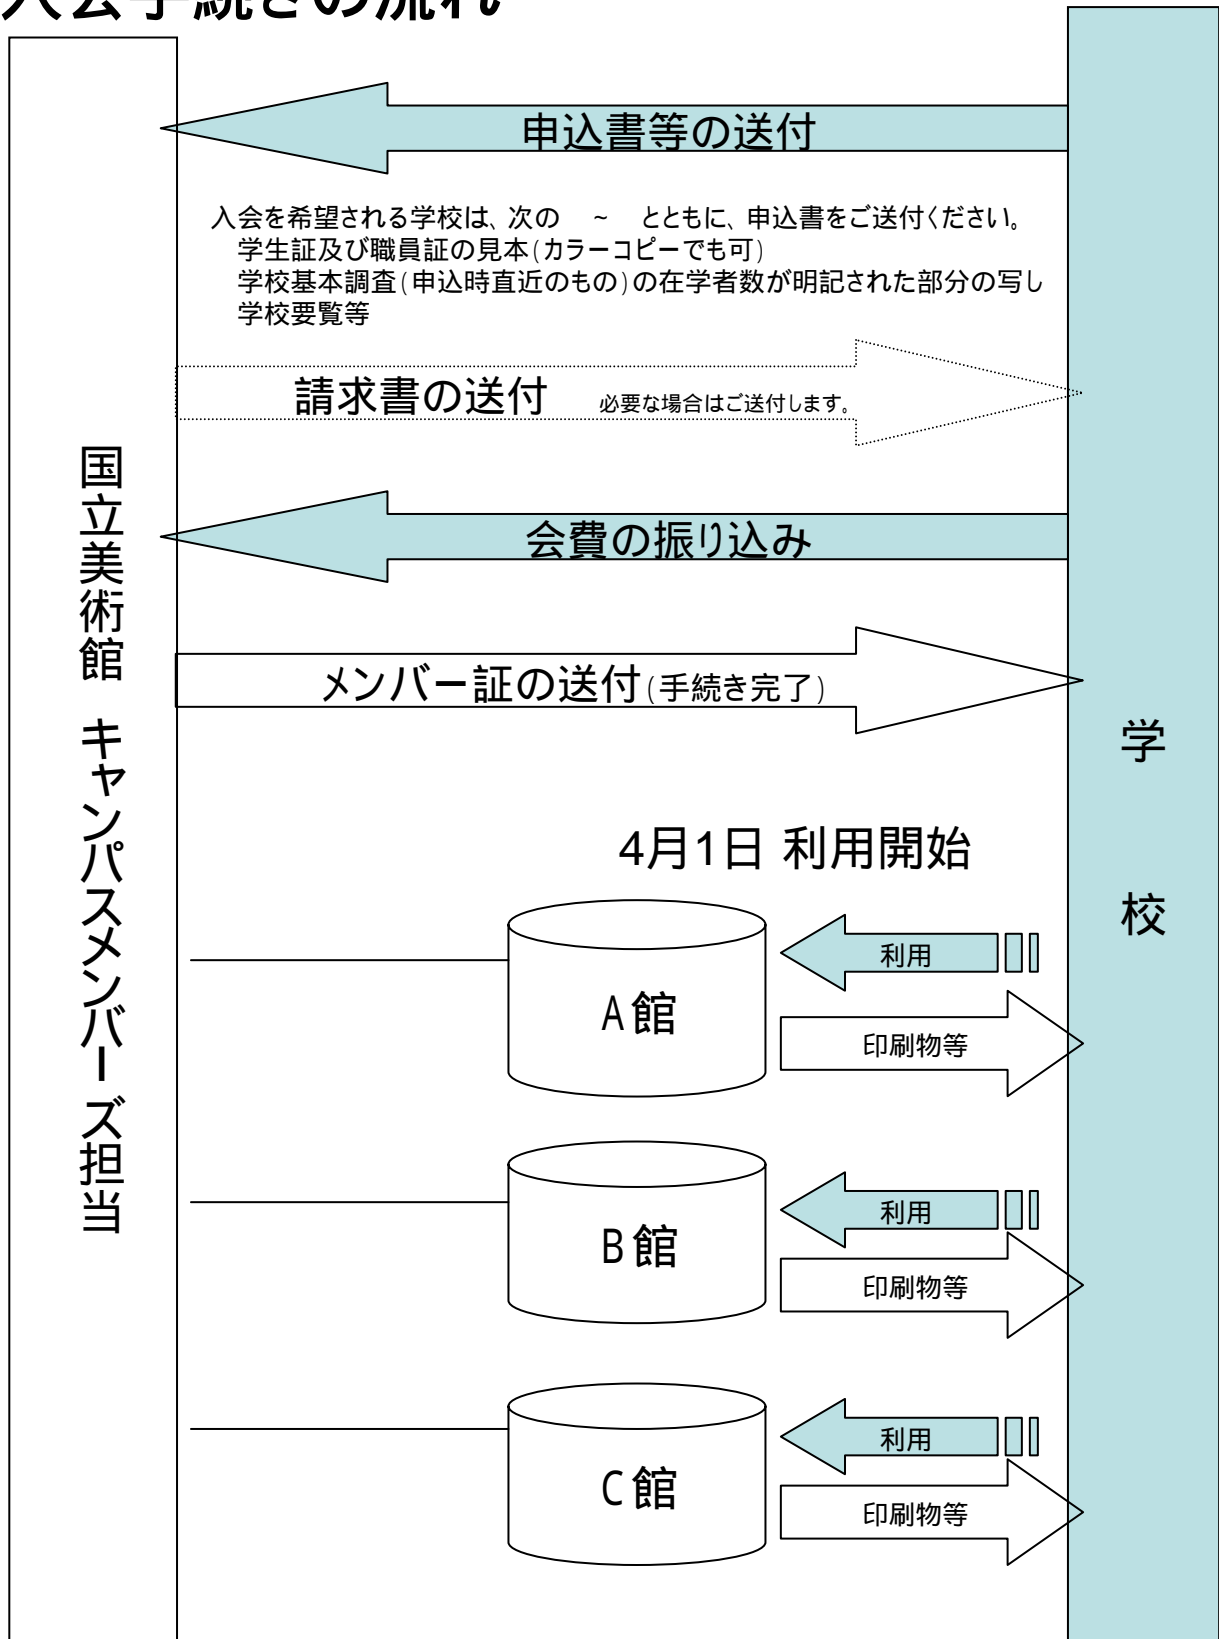 入会手続きの流れ
申込書等の送付
入会を希望される学校は、次の　~　とともに、申込書をご送付ください。
学生証及び職員証の見本(カラーコピーでも可)
学校基本調査(申込時直近のもの)の在学者数が明記された部分の写し
学校要覧等
請求書の送付　必要な場合はご送付します。
会費の振り込み
メンバー証の送付(手続き完了)
国立美術館　キャンパスメンバーズ担当
学校
4月1日 利用開始
A館
利用
印刷物等
B館
利用
印刷物等
C館
利用
印刷物等